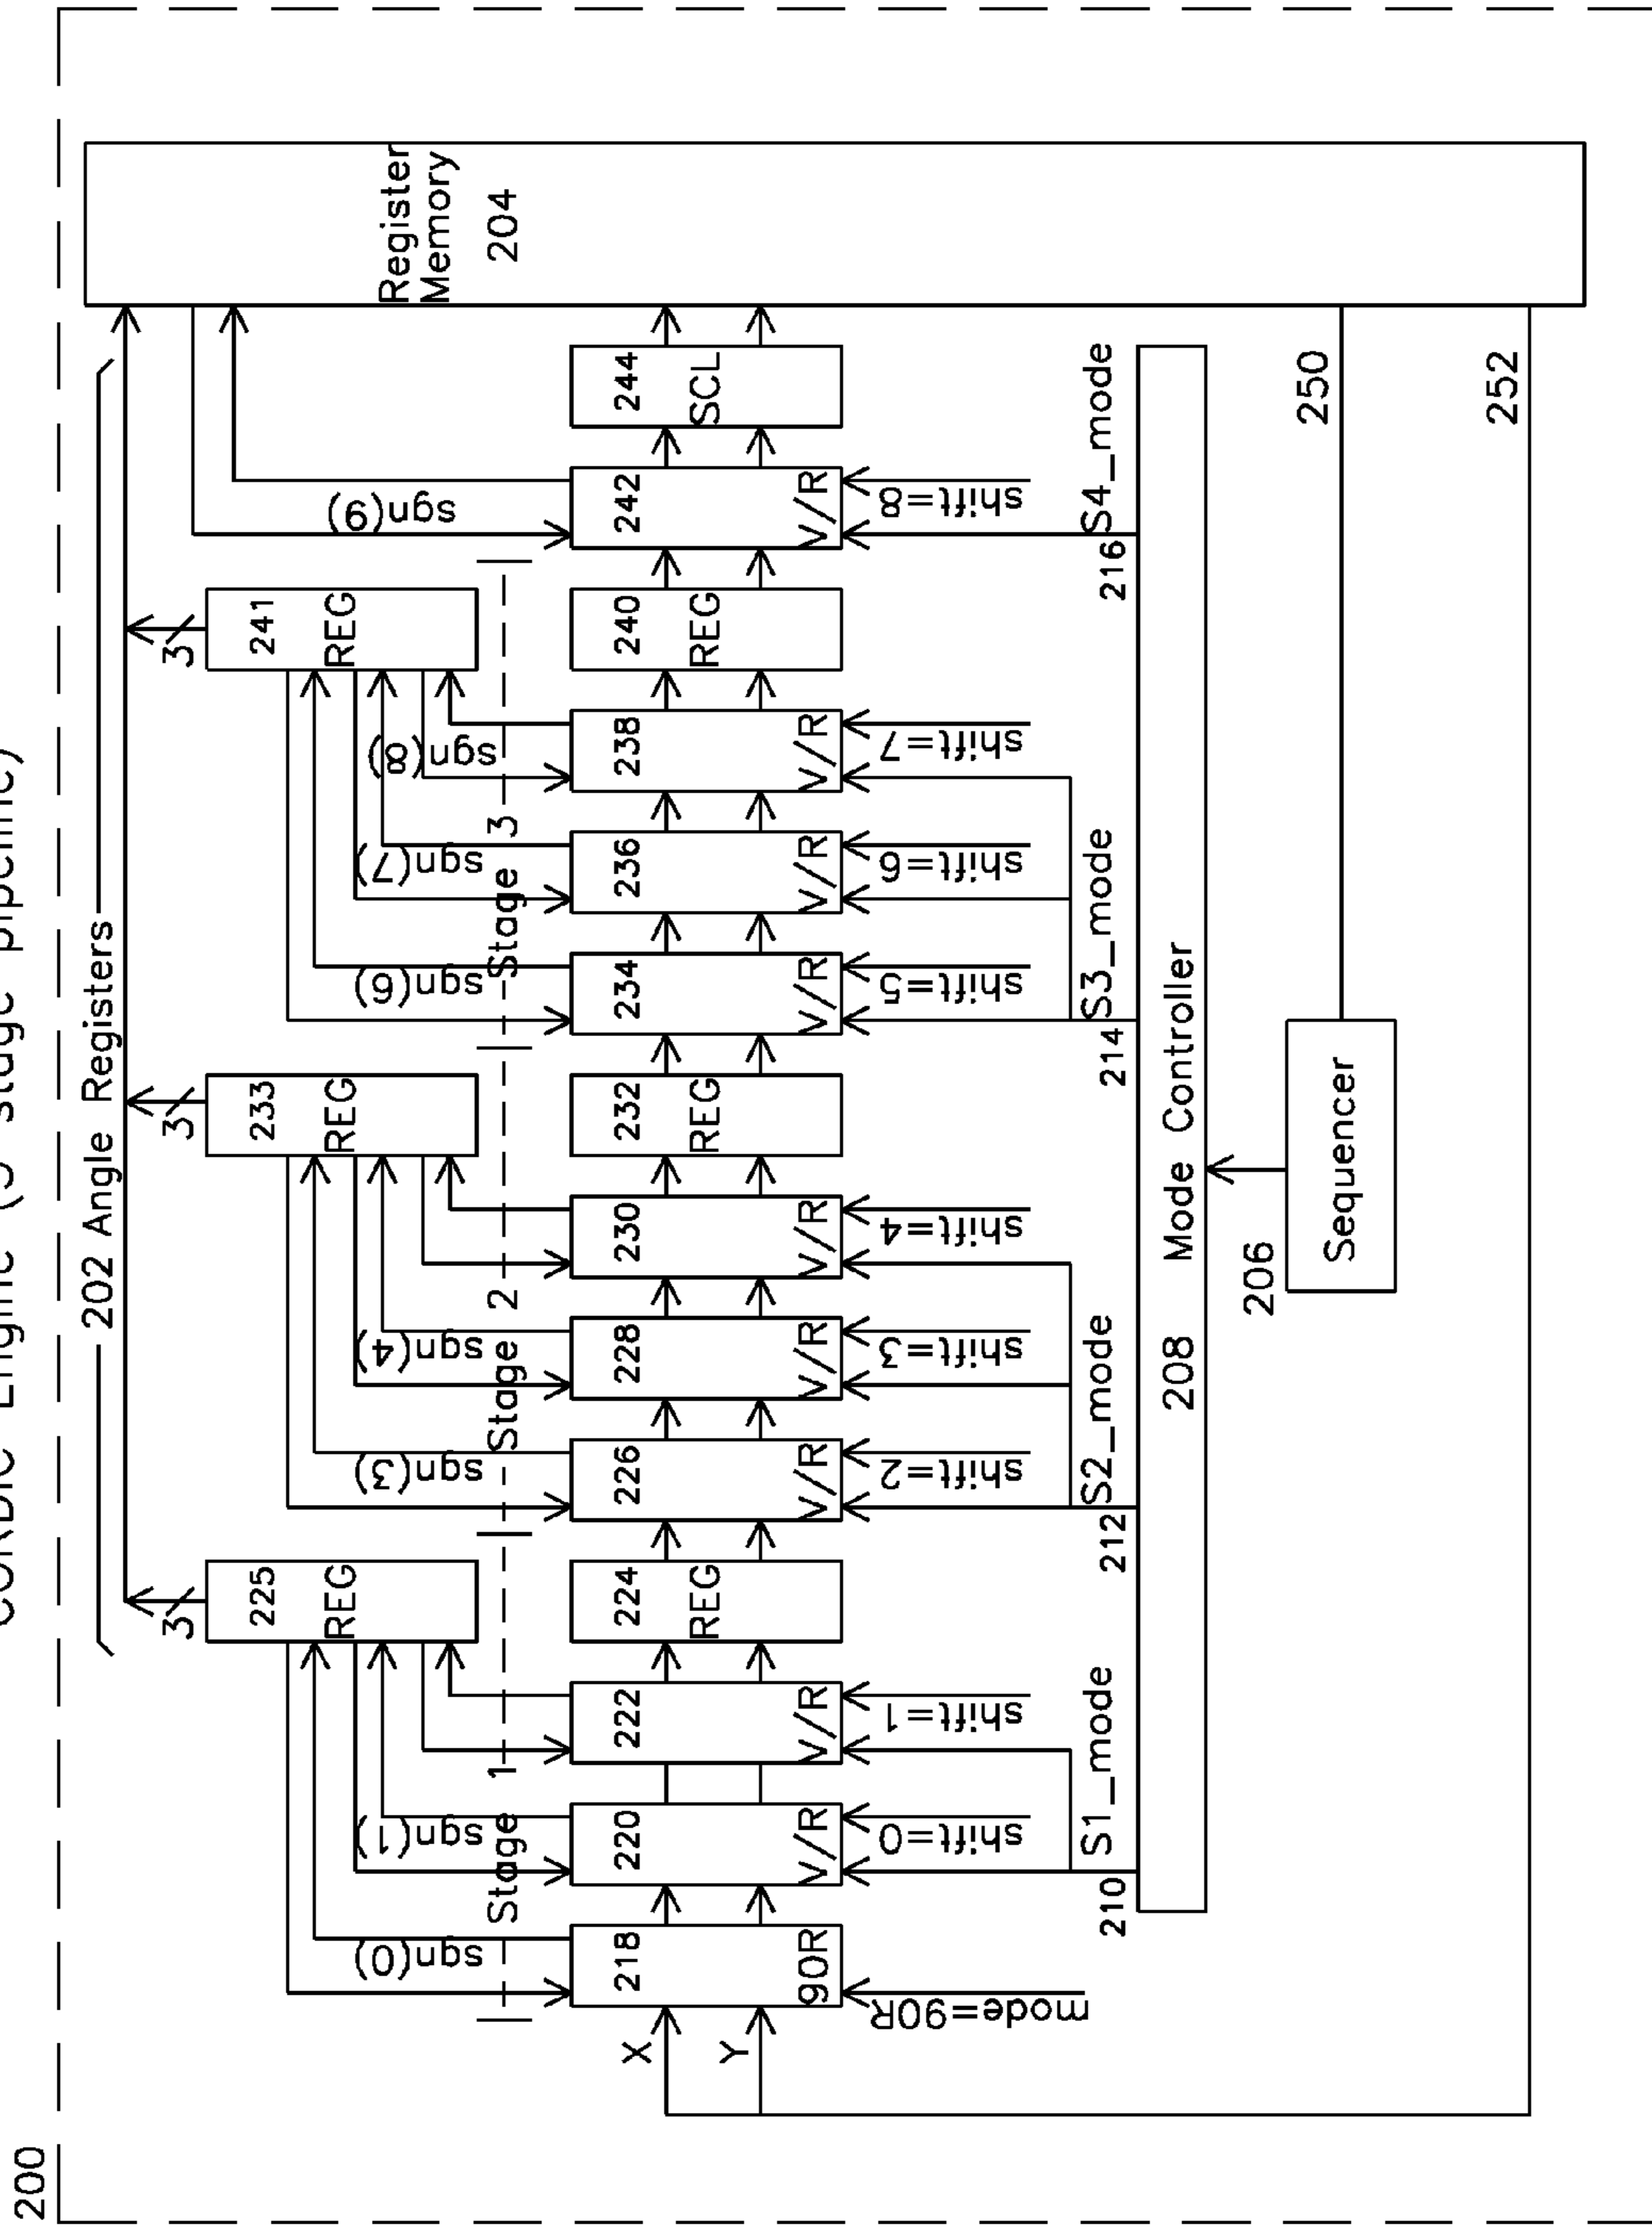 CORDIC Engine (3 stage pipeline)
200
202 Angle Registers
3
3
3
225
REG
233
REG
241
REG
sgn(0)
sgn(1)
sgn(3)
sgn(4)
sgn(6)
sgn(7)
sgn(8)
sgn(9)
Stage 1
Stage 2
Stage 3
X
Y
218
90R
220
V/R
222
V/R
224
REG
226
V/R
228
V/R
230
V/R
232
REG
234
V/R
236
V/R
238
V/R
240
REG
242
V/R
244
SCL
Register
Memory
204
mode=90R
shift=0
shift=1
shift=2
shift=3
shift=4
shift=5
shift=6
shift=7
shift=8
210
S1_mode
212
S2_mode
214
S3_mode
216
S4_mode
208 Mode Controller
206
Sequencer
250
252